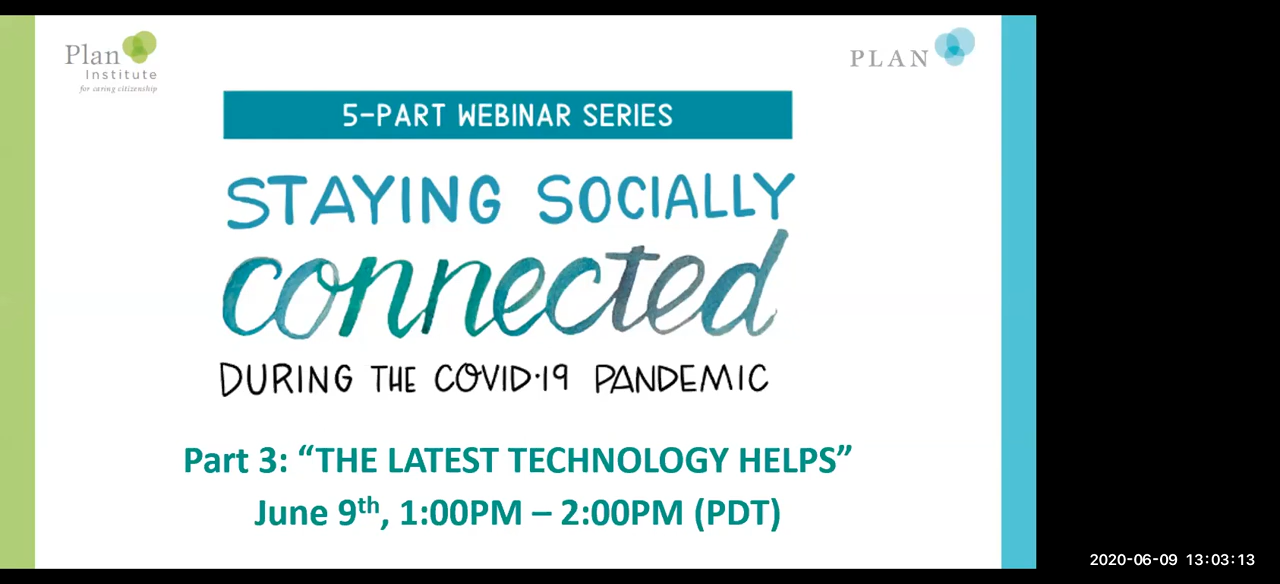 Plan
Institute
for caring citizenship
PLAN
5-PART WEBINAR SERIES
STAYING SOCIALLY
connected
DURING THE COVID·19 PANDEMIC
Part 3: “THE LATEST TECHNOLOGY HELPS”
June 9th, 1:00PM – 2:00PM (PDT)
2020-06-09 13:03:13